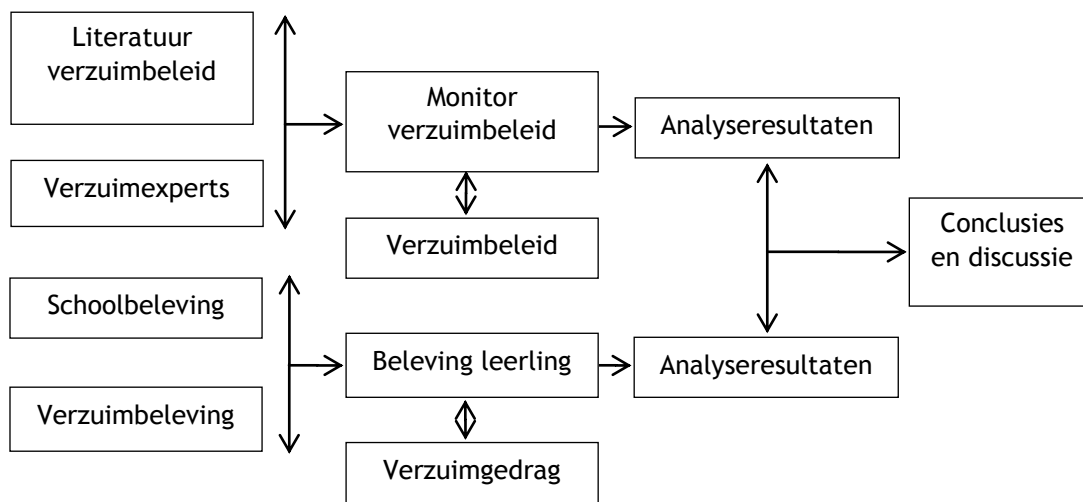 Literatuur
verzuimbeleid
Verzuimexperts
Monitor
verzuimbeleid
Verzuimbeleid
Analyseresultaten
Schoolbeleving
Verzuimbeleving
Beleving leerling
Verzuimgedrag
Analyseresultaten
Conclusies
en discussie